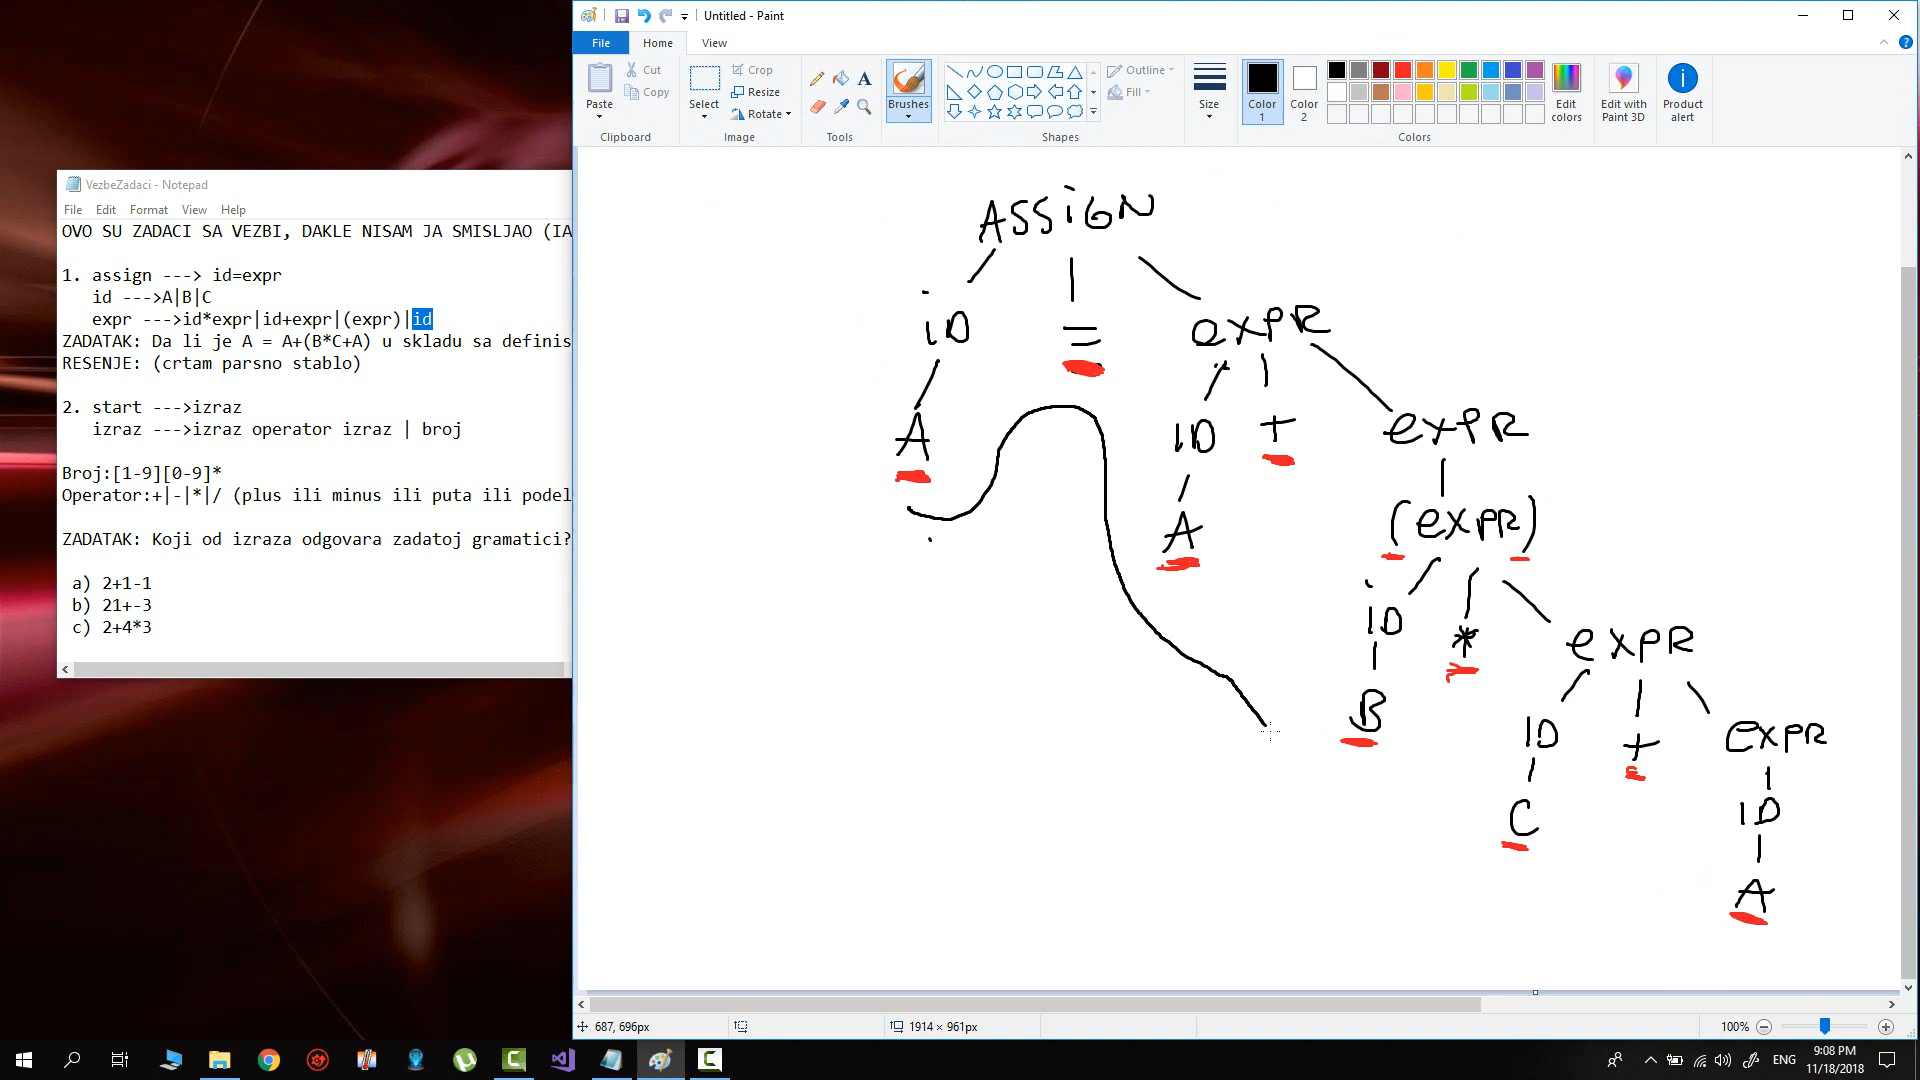 Untitled - Paint
File Home View
Paste
Cut
Copy
Clipboard
Select
Crop
Resize
Rotate
Image
Tools
Brushes
Shapes
Outline
Fill
Size
Color 1
Color 2
Colors
Edit colors
Edit with Paint 3D
Product alert
VezbeZadaci - Notepad
File Edit Format View Help
OVO SU ZADACI SA VEZBI, DAKLE NISAM JA SMISLJAO (IA
1. assign ---> id=expr
id --->A|B|C
expr --->id*expr|id+expr|(expr)|id
ZADATAK: Da li je A = A+(B*C+A) u skladu sa definis
RESENJE: (crtam parsno stablo)
2. start --->izraz
izraz --->izraz operator izraz | broj
Broj:[1-9][0-9]*
Operator:+|-|*|/ (plus ili minus ili puta ili podel
ZADATAK: Koji od izraza odgovara zadatoj gramatici?
a) 2+1-1
b) 21+-3
c) 2+4*3
ASSiGN
iD = expR
A ID + expR
A (expR)
iD * expR
B ID + expR
C ID
A
687, 696px
1914 × 961px
100%
ENG
9:08 PM
11/18/2018